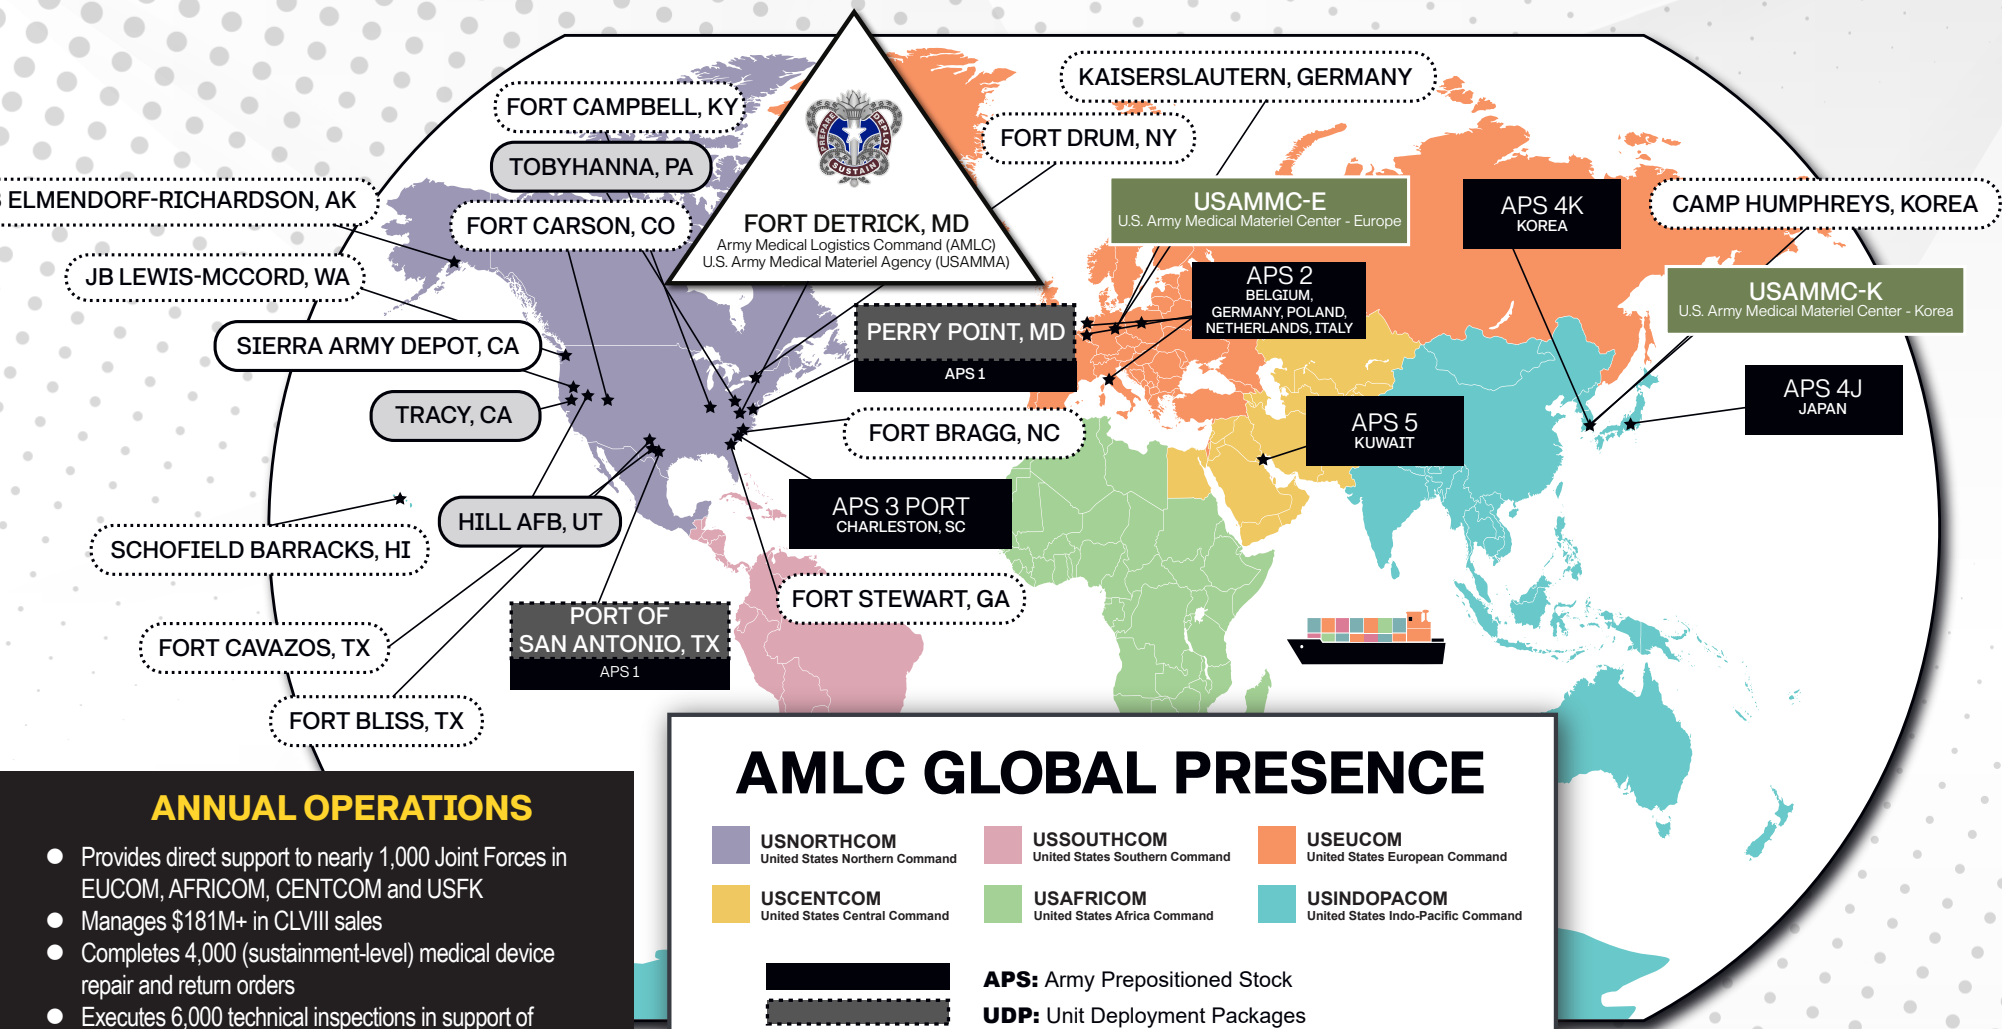 KAISERSLAUTERN, GERMANY
FORT CAMPBELL, KY
FORT DRUM, NY
TOBYHANNA, PA
PREPARE
DEPLOY
SUSTAIN
ELMENDORF-RICHARDSON, AK
FORT CARSON, CO
FORT DETRICK, MD
Army Medical Logistics Command (AMLC)
U.S. Army Medical Materiel Agency (USAMMA)
USAMMC-E
U.S. Army Medical Materiel Center - Europe
APS 4K
KOREA
CAMP HUMPHREYS, KOREA
JB LEWIS-MCCORD, WA
APS 2
BELGIUM,
GERMANY, POLAND,
NETHERLANDS, ITALY
USAMMC-K
U.S. Army Medical Materiel Center - Korea
SIERRA ARMY DEPOT, CA
PERRY POINT, MD
APS 1
TRACY, CA
FORT BRAGG, NC
APS 5
KUWAIT
APS 4J
JAPAN
HILL AFB, UT
APS 3 PORT
CHARLESTON, SC
SCHOFIELD BARRACKS, HI
FORT STEWART, GA
PORT OF
SAN ANTONIO, TX
APS 1
FORT CAVAZOS, TX
FORT BLISS, TX
ANNUAL OPERATIONS
● Provides direct support to nearly 1,000 Joint Forces in
EUCOM, AFRICOM, CENTCOM and USFK
● Manages $181M+ in CLVIII sales
● Completes 4,000 (sustainment-level) medical device
repair and return orders
● Executes 6,000 technical inspections in support of
AMLC GLOBAL PRESENCE
USNORTHCOM
United States Northern Command
USSOUTHCOM
United States Southern Command
USEUCOM
United States European Command
USCENTCOM
United States Central Command
USAFRICOM
United States Africa Command
USINDOPACOM
United States Indo-Pacific Command
APS: Army Prepositioned Stock
UDP: Unit Deployment Packages